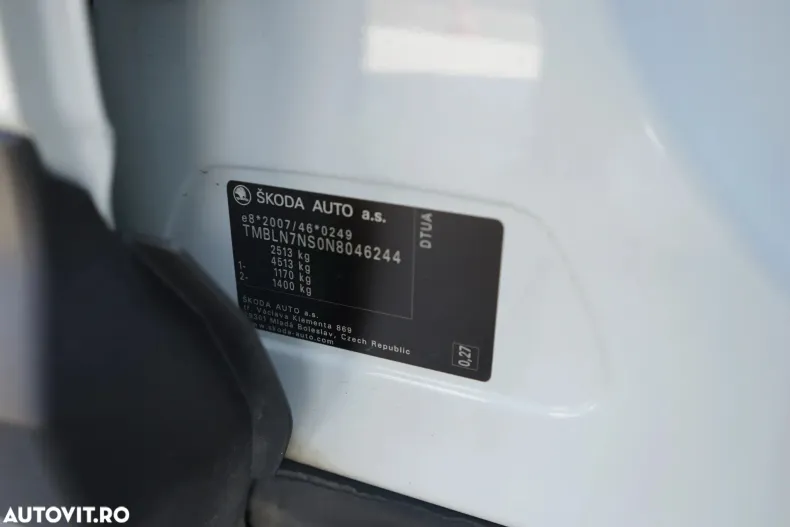 ŠKODA AUTO a.s.
e8*2007/46*0249
TMBLN7NS0N8046244
2513 kg
4513 kg
1- 1170 kg
2- 1400 kg
DTUA
ŠKODA AUTO a.s.
tř. Václava Klementa 869
29301 Mladá Boleslav, Czech Republic
www.skoda-auto.com
0,27
AUTOVIT.RO